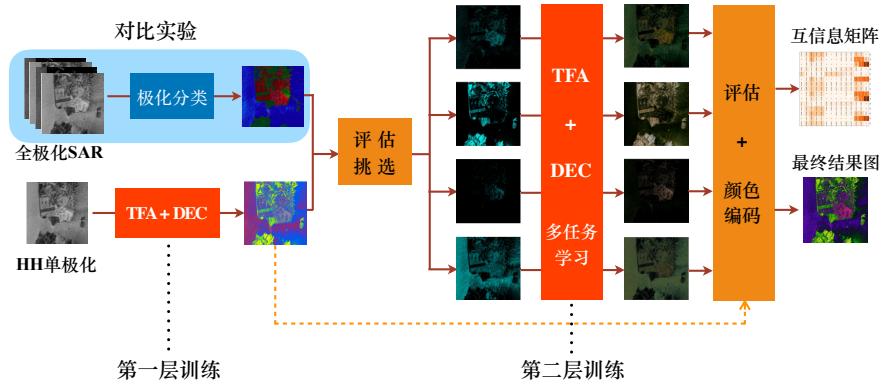 对比实验
极化分类
全极化SAR
TFA + DEC
HH单极化
第一层训练
评 估
挑 选
TFA
+
DEC
多任务
学习
第二层训练
评估
+
颜色
编码
互信息矩阵
最终结果图